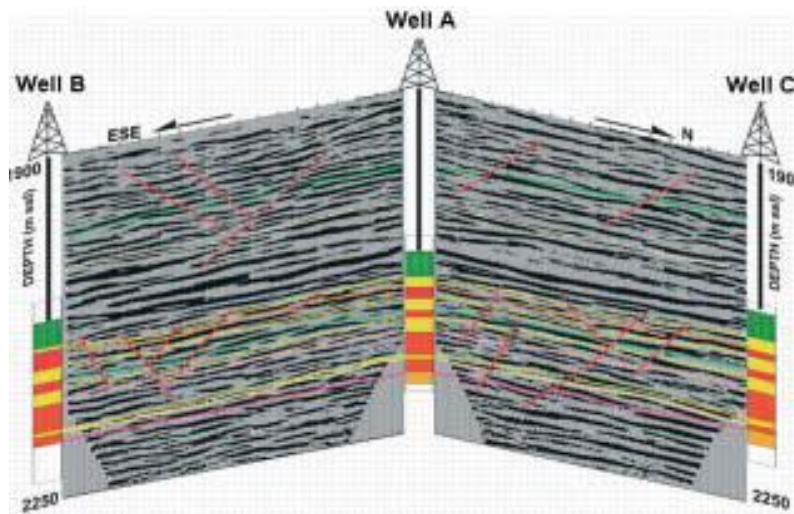 Well A
Well B
Well C
ESE
N
1900
190
DEPTH (m ssl)
DEPTH (m ssl)
2250
2250